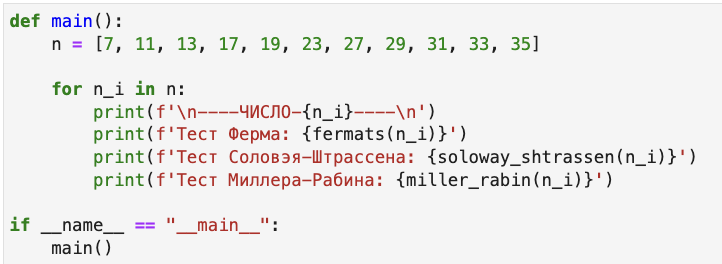 def main():
    n = [7, 11, 13, 17, 19, 23, 27, 29, 31, 33, 35]

    for n_i in n:
        print(f'\n----ЧИСЛО-{n_i}----\n')
        print(f'Тест Ферма: {fermats(n_i)}')
        print(f'Тест Соловэя-Штрассена: {soloway_shtrassen(n_i)}')
        print(f'Тест Миллера-Рабина: {miller_rabin(n_i)}')

if __name__ == "__main__":
    main()